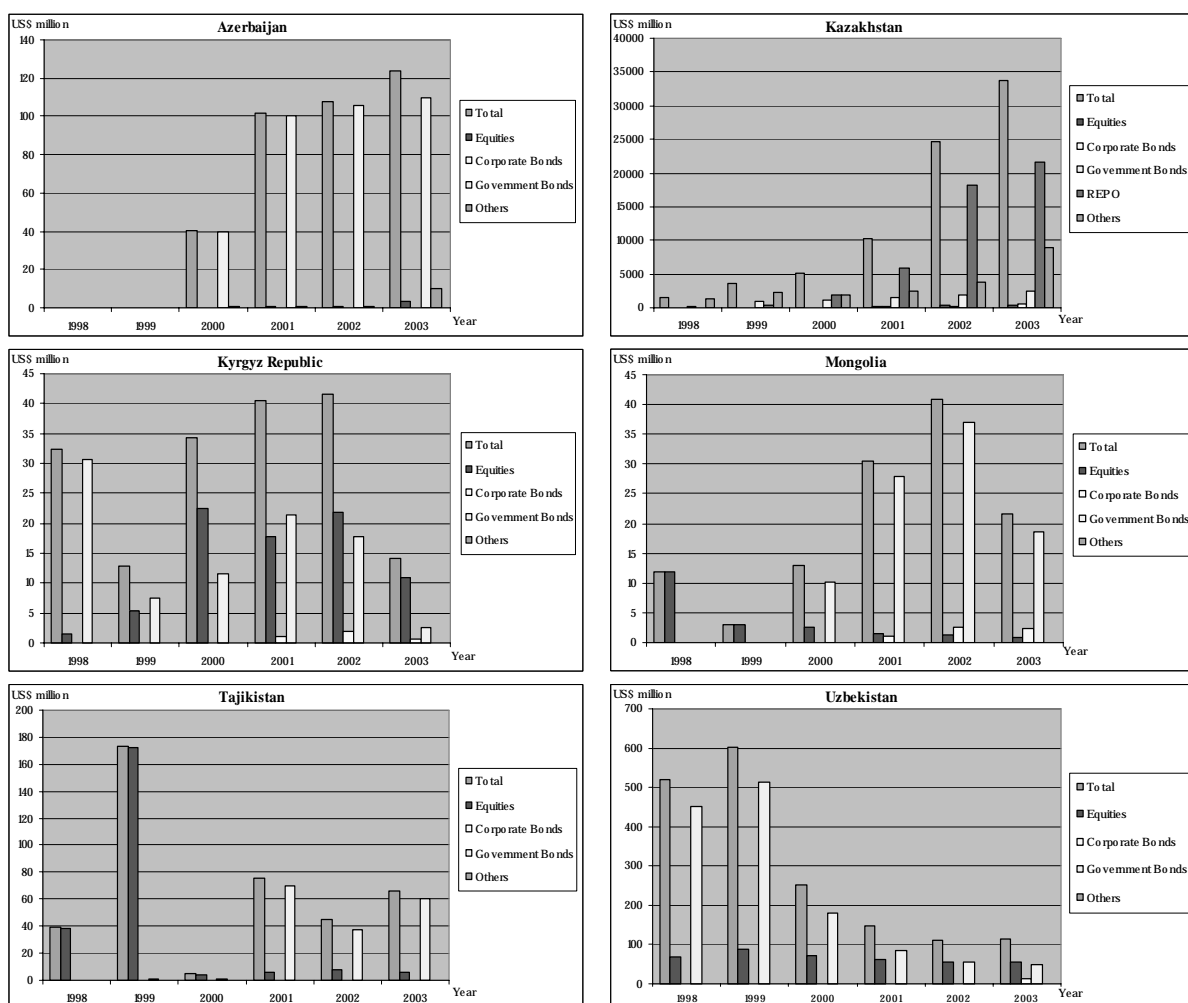 US$ million
Azerbaijan
140
120
100
80
60
40
20
0
1998 1999 2000 2001 2002 2003
Year
Total
Equities
Corporate Bonds
Government Bonds
Others
US$ million
Kazakhstan
40000
35000
30000
25000
20000
15000
10000
5000
0
1998 1999 2000 2001 2002 2003
Year
Total
Equities
Corporate Bonds
Government Bonds
REPO
Others
US$ million
Kyrgyz Republic
45
40
35
30
25
20
15
10
5
0
1998 1999 2000 2001 2002 2003
Year
Total
Equities
Corporate Bonds
Government Bonds
Others
US$ million
Mongolia
45
40
35
30
25
20
15
10
5
0
1998 1999 2000 2001 2002 2003
Year
Total
Equities
Corporate Bonds
Government Bonds
Others
US$ million
Tajikistan
200
180
160
140
120
100
80
60
40
20
0
1998 1999 2000 2001 2002 2003
Year
Total
Equities
Corporate Bonds
Government Bonds
Others
US$ million
Uzbekistan
700
600
500
400
300
200
100
0
1998 1999 2000 2001 2002 2003
Year
Total
Equities
Corporate Bonds
Government Bonds
Others